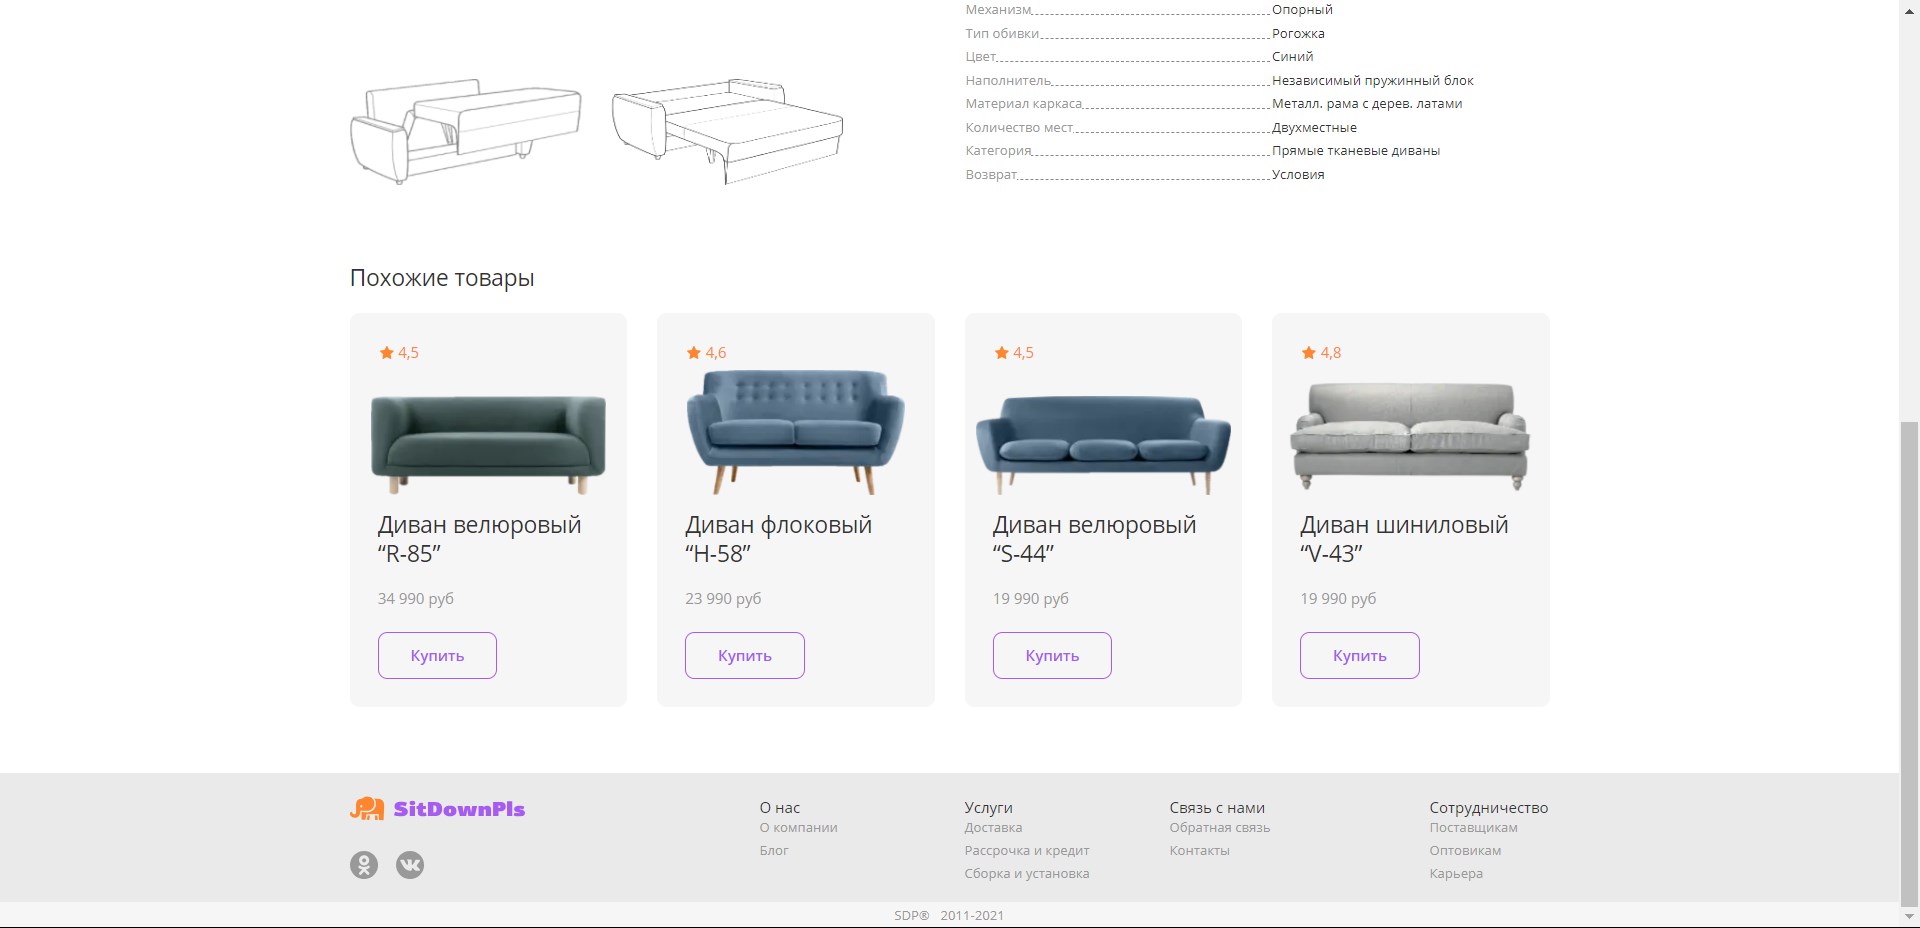 Механизм Опорный
Тип обивки Рогожка
Цвет Синий
Наполнитель Независимый пружинный блок
Материал каркаса Металл. рама с дерев. латами
Количество мест Двухместные
Категория Прямые тканевые диваны
Возврат Условия
Похожие товары
4,5
Диван велюровый
“R-85”
34 990 руб
Купить
4,6
Диван флоковый
“H-58”
23 990 руб
Купить
4,5
Диван велюровый
“S-44”
19 990 руб
Купить
4,8
Диван шиниловый
“V-43”
19 990 руб
Купить
SitDownPls
О нас
О компании
Блог
Услуги
Доставка
Рассрочка и кредит
Сборка и установка
Связь с нами
Обратная связь
Контакты
Сотрудничество
Поставщикам
Оптовикам
Карьера
SDP® 2011-2021